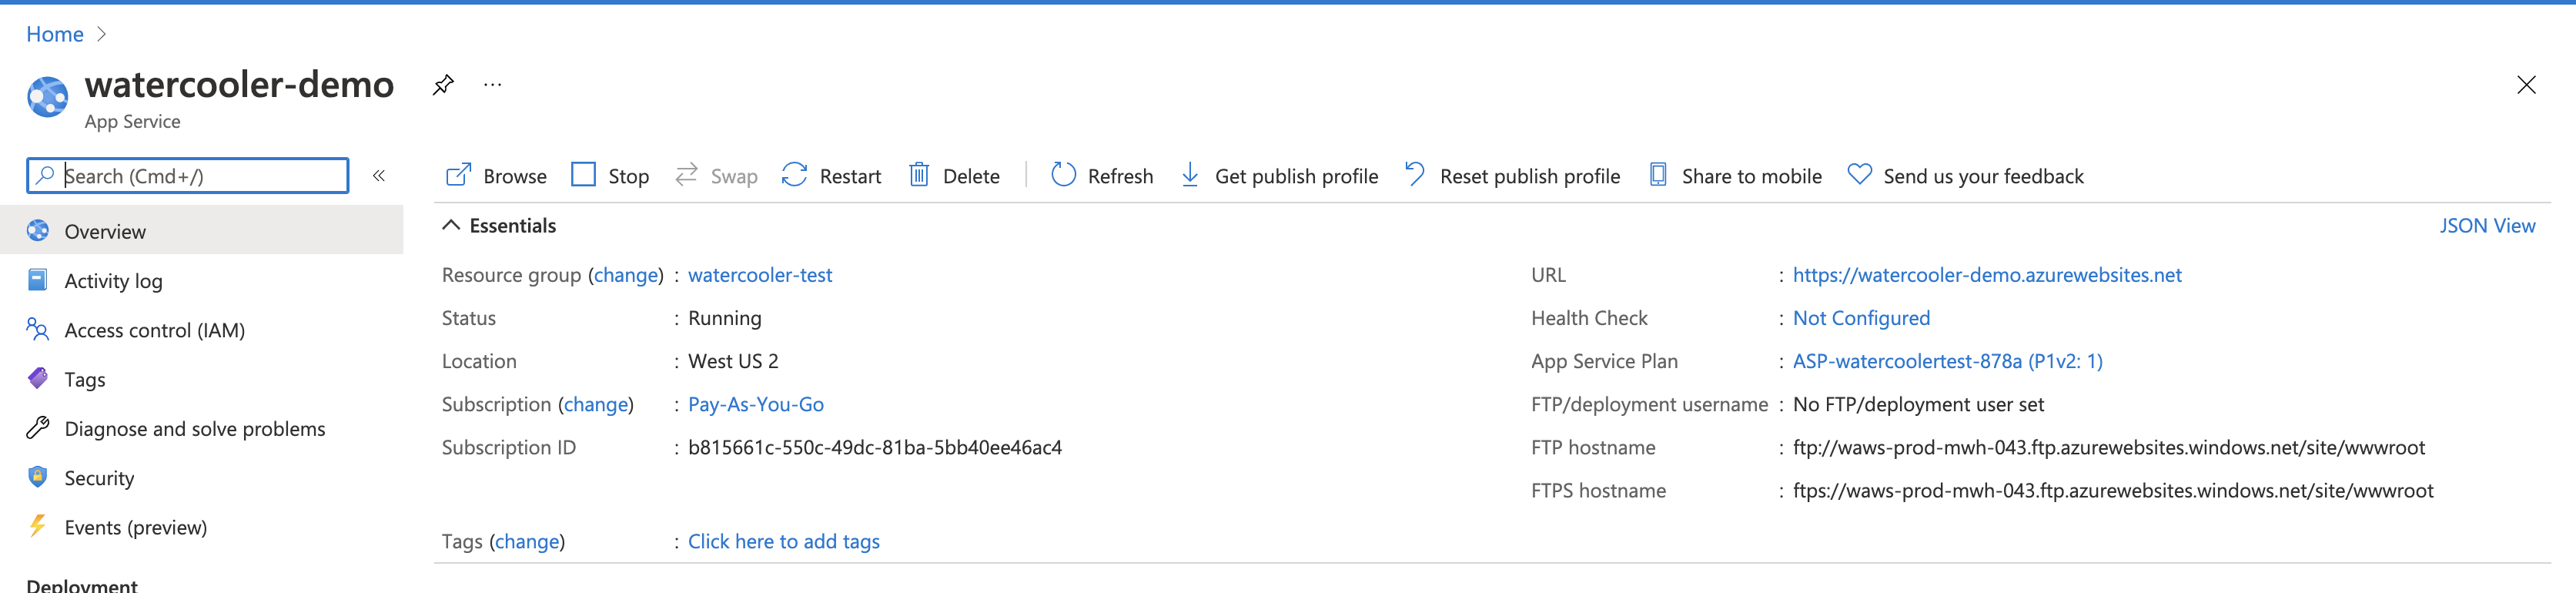 Home
watercooler-demo
App Service
Search (Cmd+/)
Browse Stop Swap Restart Delete Refresh Get publish profile Reset publish profile Share to mobile Send us your feedback
Overview
Activity log
Access control (IAM)
Tags
Diagnose and solve problems
Security
Events (preview)
Deployment
Essentials
JSON View
Resource group (change) : watercooler-test
Status : Running
Location : West US 2
Subscription (change) : Pay-As-You-Go
Subscription ID : b815661c-550c-49dc-81ba-5bb40ee46ac4
Tags (change) : Click here to add tags
URL : https://watercooler-demo.azurewebsites.net
Health Check : Not Configured
App Service Plan : ASP-watercoolertest-878a (P1v2: 1)
FTP/deployment username : No FTP/deployment user set
FTP hostname : ftp://waws-prod-mwh-043.ftp.azurewebsites.windows.net/site/wwwroot
FTPS hostname : ftps://waws-prod-mwh-043.ftp.azurewebsites.windows.net/site/wwwroot